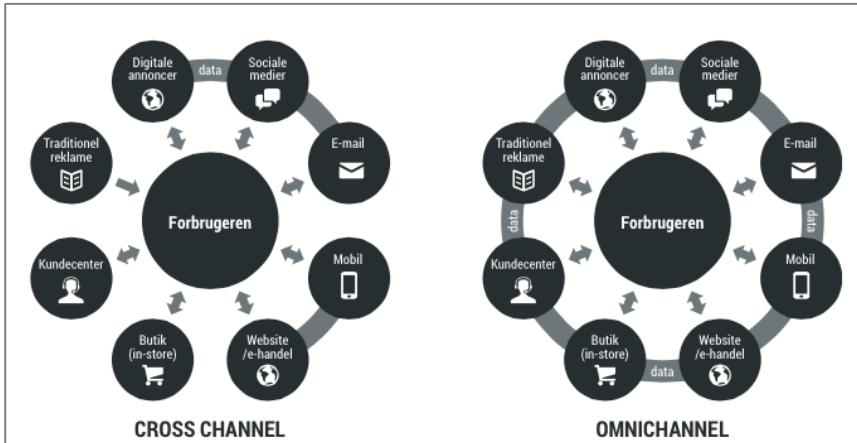 Digitale
annoncer
data
Sociale
medier
Traditionel
reklame
E-mail
Forbrugeren
Kundecenter
Mobil
Butik
(in-store)
Website
/e-handel
CROSS CHANNEL
Digitale
annoncer
data
Sociale
medier
Traditionel
reklame
E-mail
data
Forbrugeren
data
Kundecenter
Mobil
Butik
(in-store)
data
Website
/e-handel
OMNICHANNEL